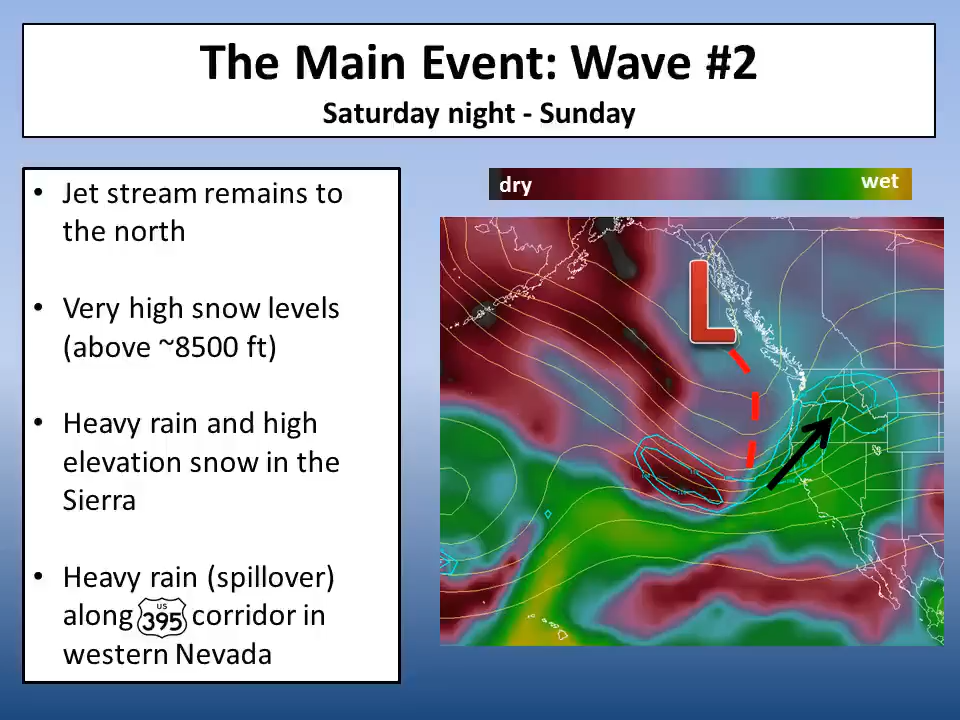 The Main Event: Wave #2
Saturday night - Sunday
• Jet stream remains to
the north
• Very high snow levels
(above ~8500 ft)
• Heavy rain and high
elevation snow in the
Sierra
• Heavy rain (spillover)
along US 395 corridor in
western Nevada
dry wet
L